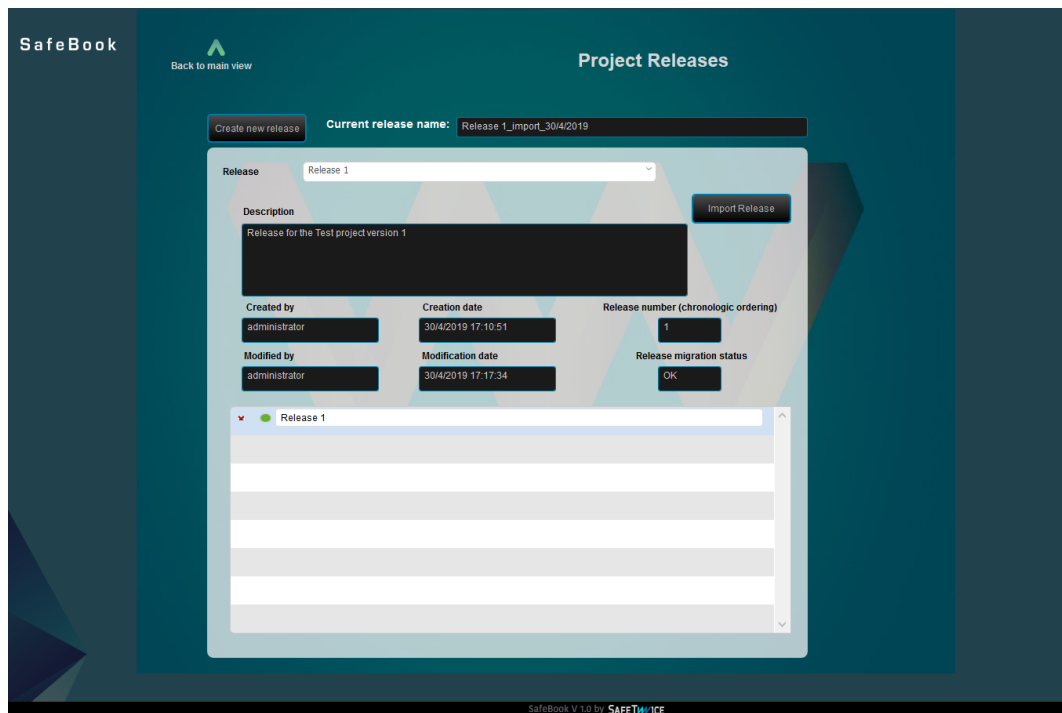 SafeBook
Back to main view
Project Releases
Create new release
Current release name:
Release 1_import_30/4/2019
Release
Release 1
Import Release
Description
Release for the Test project version 1
Created by
Creation date
Release number (chronologic ordering)
administrator
30/4/2019 17:10:51
1
Modified by
Modification date
Release migration status
administrator
30/4/2019 17:17:34
OK
Release 1
SafeBook V 1.0 by SAFETWICE